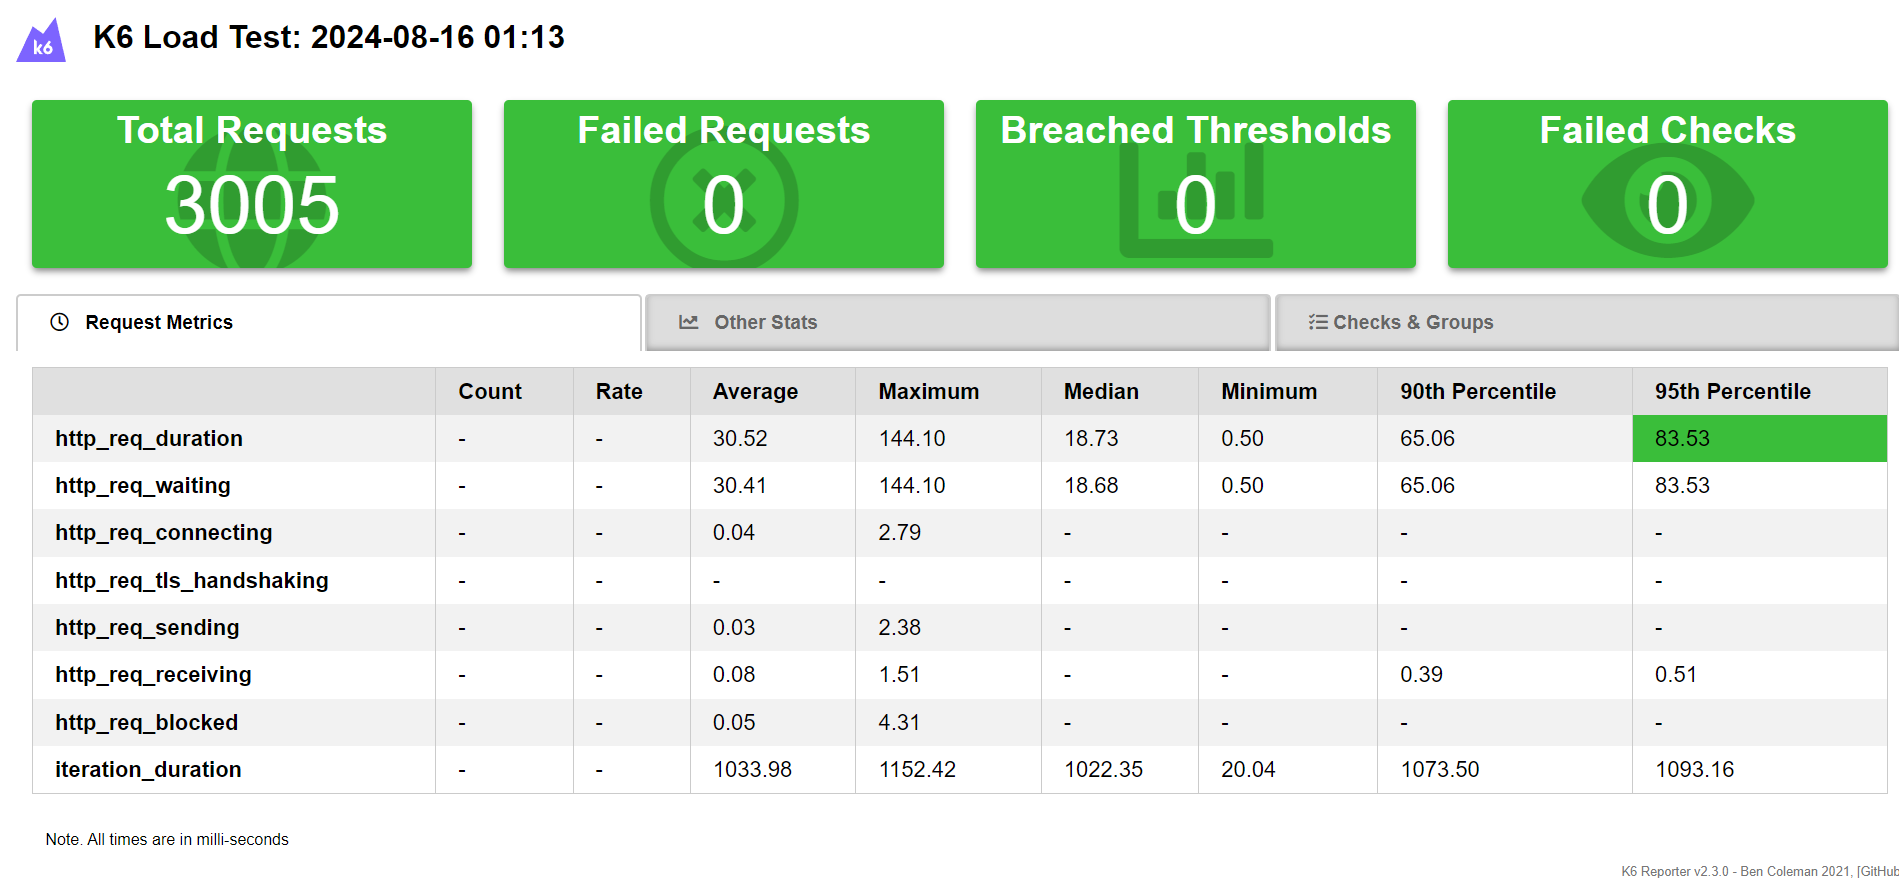 k6
K6 Load Test: 2024-08-16 01:13
Total Requests
3005
Failed Requests
0
Breached Thresholds
0
Failed Checks
0
Request Metrics
Other Stats
Checks & Groups
Count Rate Average Maximum Median Minimum 90th Percentile 95th Percentile
http_req_duration - - 30.52 144.10 18.73 0.50 65.06 83.53
http_req_waiting - - 30.41 144.10 18.68 0.50 65.06 83.53
http_req_connecting - - 0.04 2.79 - - - -
http_req_tls_handshaking - - - - - - - -
http_req_sending - - 0.03 2.38 - - - -
http_req_receiving - - 0.08 1.51 - - 0.39 0.51
http_req_blocked - - 0.05 4.31 - - - -
iteration_duration - - 1033.98 1152.42 1022.35 20.04 1073.50 1093.16
Note. All times are in milli-seconds
K6 Reporter v2.3.0 - Ben Coleman 2021, [GitHub